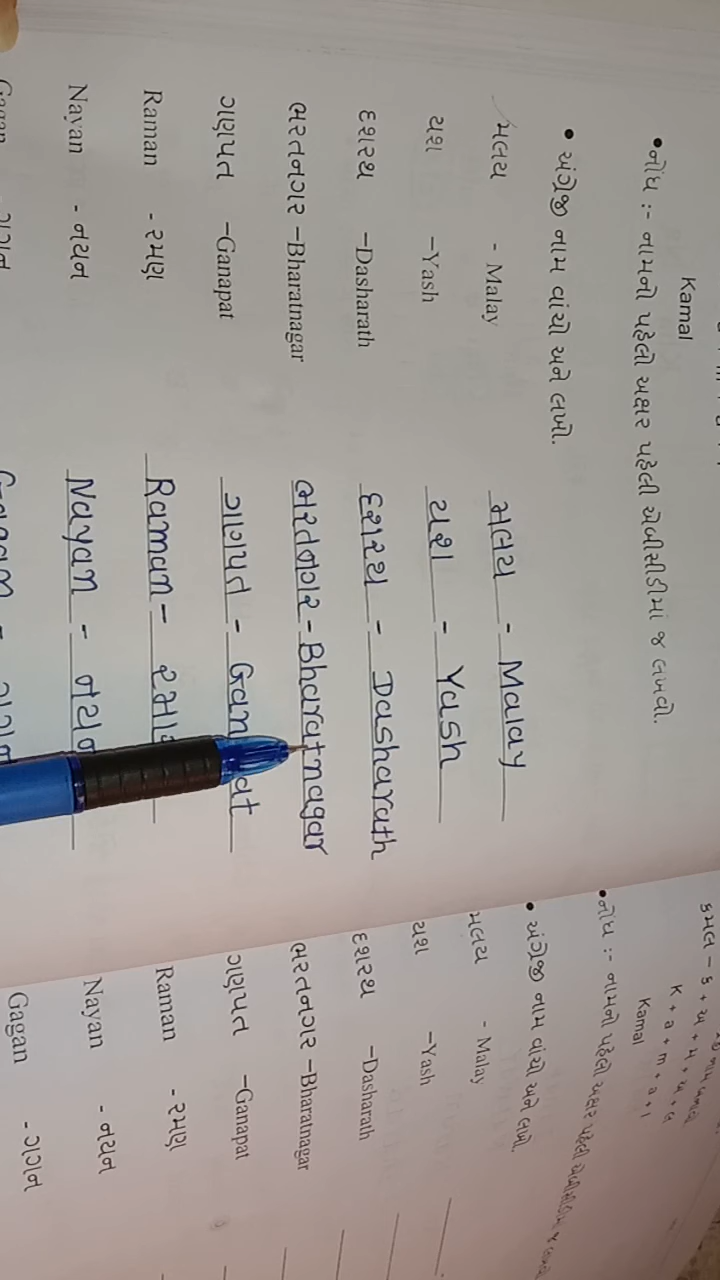 Kamal
•નોંધ :- નામનો પહેલો અક્ષર પહેલી એબીસીડીમાં જ લખવો.
• અંગ્રેજી નામ વાંચો અને લખો.
મલય - Malay મલય - Malay
યશ -Yash યશ - Yash
દશરથ -Dasharath દશરથ - Dasharath
ભરતનગર -Bharatnagar ભરતનગર - Bharatnagar
ગણપત -Ganapat ગણપત -
Raman - રમણ Raman -
Nayan - નયન Nayan - નયન
Gagan ગગન
કમલ - ક + અ + મ + અ + લ
K + a + m + a + l
Kamal
•નોંધ :- નામનો પહેલો અક્ષર પહેલી એબીસીડીમાં જ
• અંગ્રેજી નામ વાંચો અને લખો.
મલય - Malay
યશ -Yash
દશરથ -Dasharath
ભરતનગર -Bharatnagar
ગણપત -Ganapat
Raman - રમણ
Nayan - નયન
Gagan - ગગન